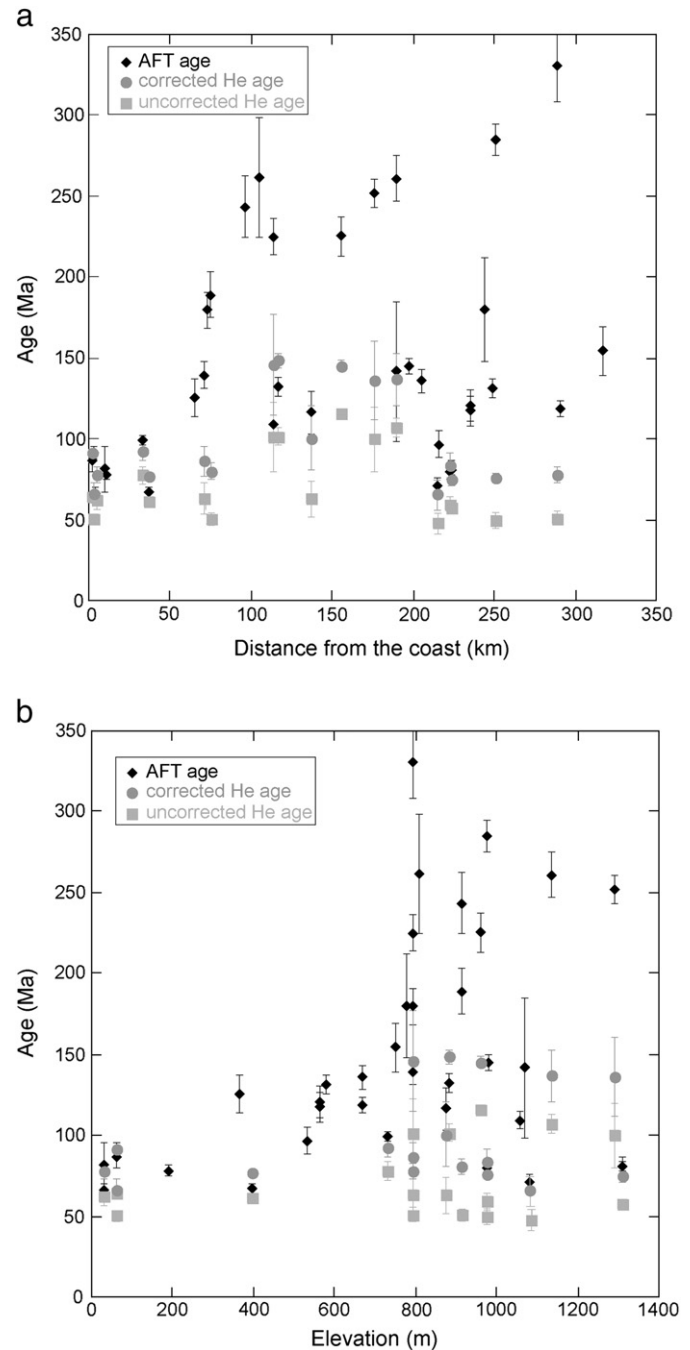 a
350
AFT age
corrected He age
uncorrected He age
300
250
200
150
100
50
0
Age (Ma)
0 50 100 150 200 250 300 350
Distance from the coast (km)
b
350
AFT age
corrected He age
uncorrected He age
300
250
200
150
100
50
0
Age (Ma)
0 200 400 600 800 1000 1200 1400
Elevation (m)